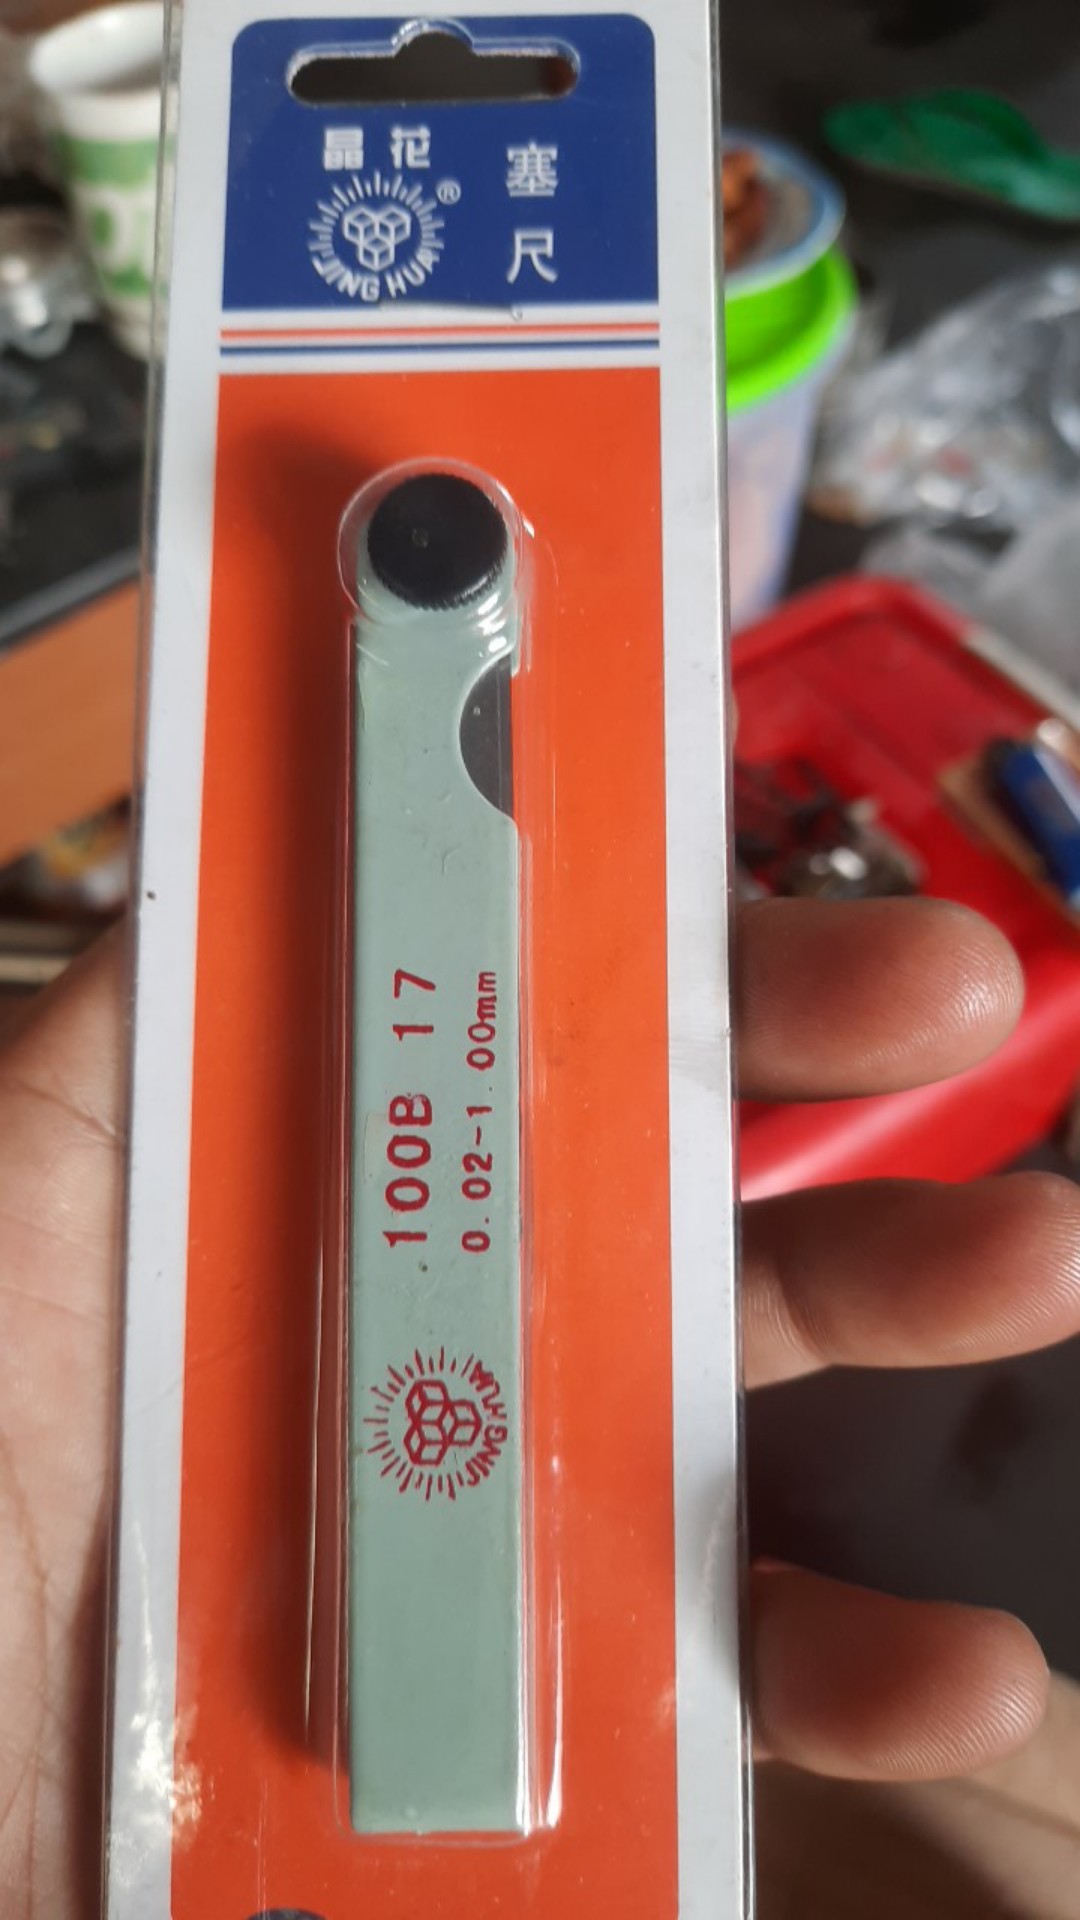 晶花
®
JING HUA
塞
尺
100B 17
0.02-1.00mm
JING HUA